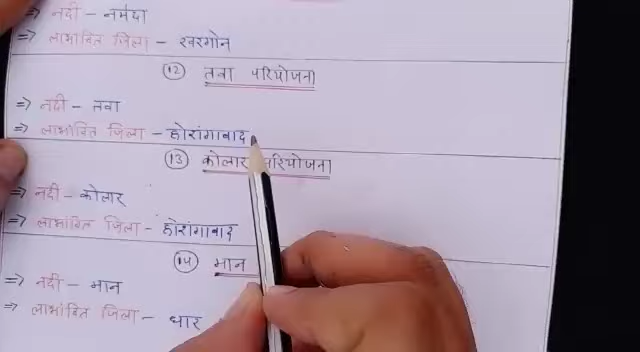 ⇒ नदी – नर्मदा
⇒ लाभांवित जिला – खरगोन
(12) तवा परियोजना
⇒ नदी – तवा
⇒ लाभांवित जिला – होशंगाबाद
(13) कोलार परियोजना
⇒ नदी – कोलार
⇒ लाभांवित जिला – होशंगाबाद
(14) मान
⇒ नदी – मान
⇒ लाभांवित जिला – धार